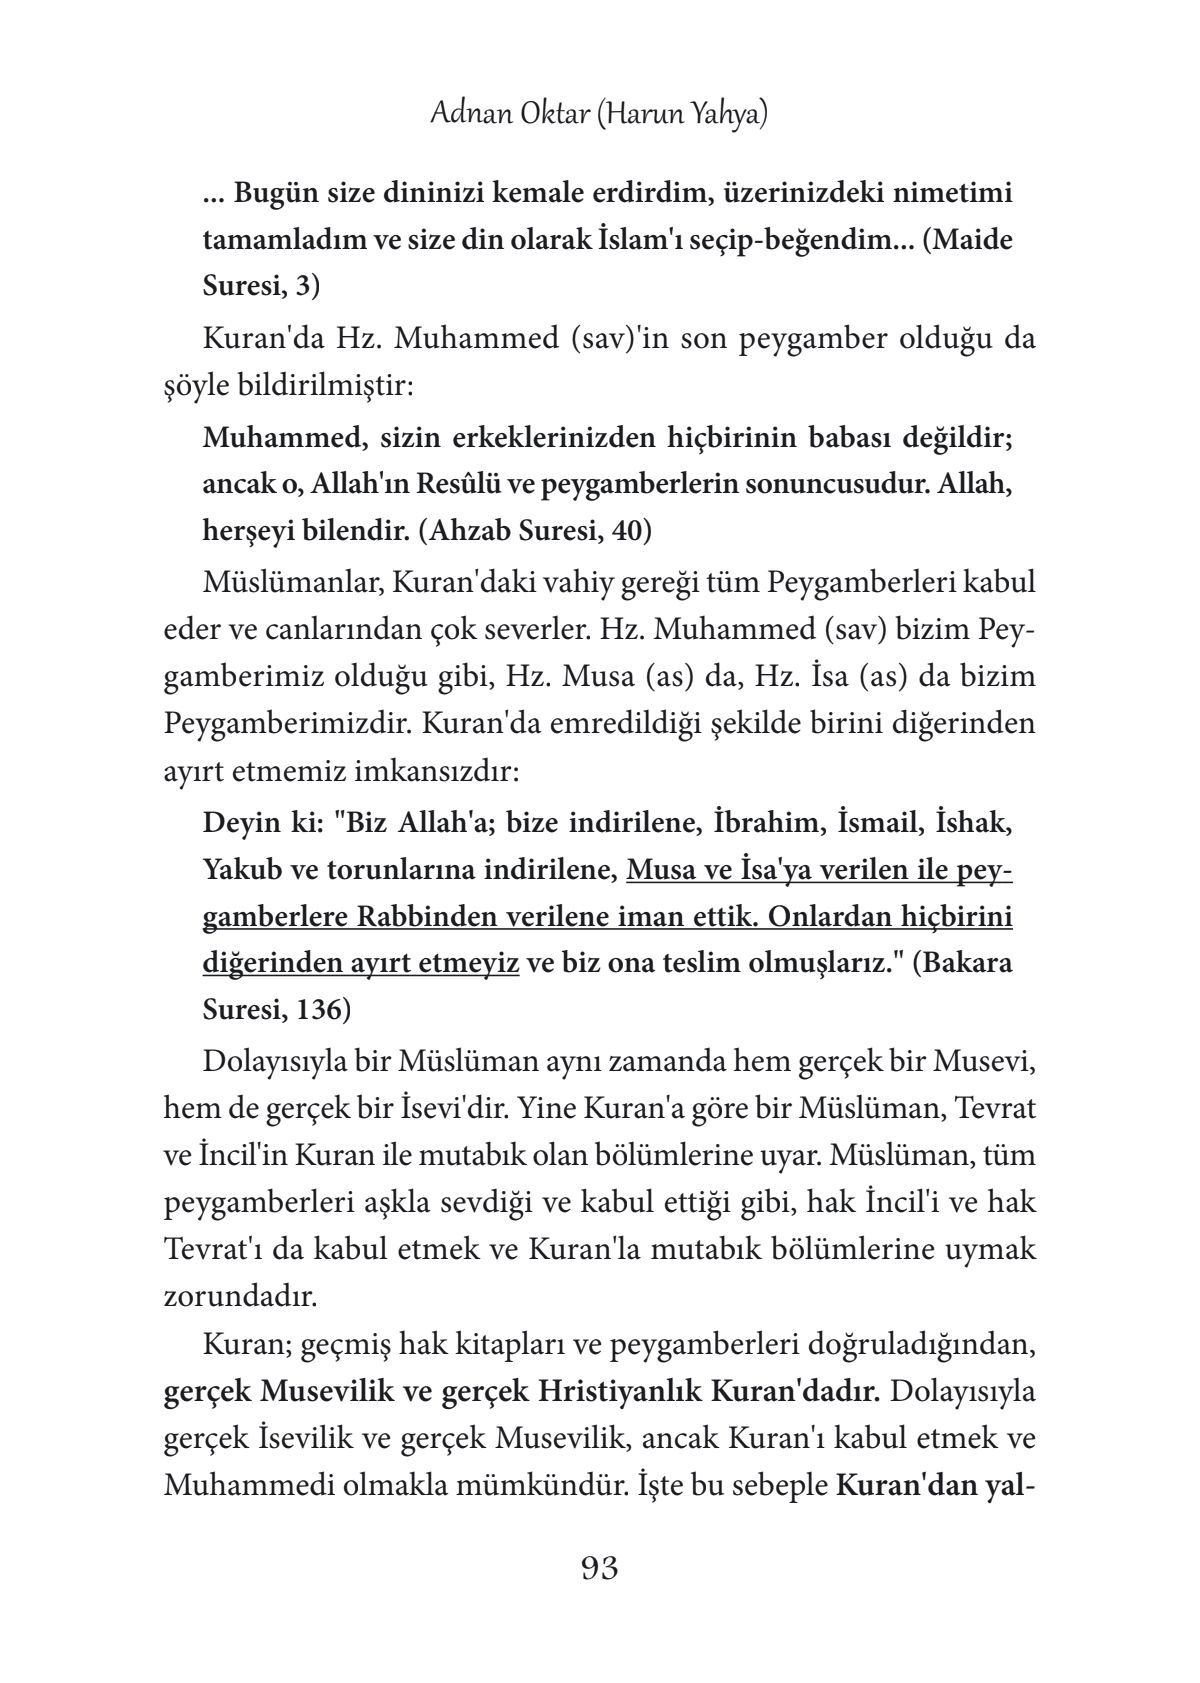 Adnan Oktar (Harun Yahya)
... Bugün size dininizi kemale erdirdim, üzerinizdeki nimetimi
tamamladım ve size din olarak İslam'ı seçip-beğendim... (Maide
Suresi, 3)
Kuran'da Hz. Muhammed (sav)'in son peygamber olduğu da
şöyle bildirilmiştir:
Muhammed, sizin erkeklerinizden hiçbirinin babası değildir;
ancak o, Allah'ın Resûlü ve peygamberlerin sonuncusudur. Allah,
herşeyi bilendir. (Ahzab Suresi, 40)
Müslümanlar, Kuran'daki vahiy gereği tüm Peygamberleri kabul
eder ve canlarından çok severler. Hz. Muhammed (sav) bizim Pey-
gamberimiz olduğu gibi, Hz. Musa (as) da, Hz. İsa (as) da bizim
Peygamberimizdir. Kuran'da emredildiği şekilde birini diğerinden
ayırt etmemiz imkansızdır:
Deyin ki: "Biz Allah'a; bize indirilene, İbrahim, İsmail, İshak,
Yakub ve torunlarına indirilene, Musa ve İsa'ya verilen ile pey-
gamberlere Rabbinden verilene iman ettik. Onlardan hiçbirini
diğerinden ayırt etmeyiz ve biz ona teslim olmuşlarız." (Bakara
Suresi, 136)
Dolayısıyla bir Müslüman aynı zamanda hem gerçek bir Musevi,
hem de gerçek bir İsevi'dir. Yine Kuran'a göre bir Müslüman, Tevrat
ve İncil'in Kuran ile mutabık olan bölümlerine uyar. Müslüman, tüm
peygamberleri aşkla sevdiği ve kabul ettiği gibi, hak İncil'i ve hak
Tevrat'ı da kabul etmek ve Kuran'la mutabık bölümlerine uymak
zorundadır.
Kuran; geçmiş hak kitapları ve peygamberleri doğruladığından,
gerçek Musevilik ve gerçek Hristiyanlık Kuran'dadır. Dolayısıyla
gerçek İsevilik ve gerçek Musevilik, ancak Kuran'ı kabul etmek ve
Muhammedi olmakla mümkündür. İşte bu sebeple Kuran'dan yal-
93